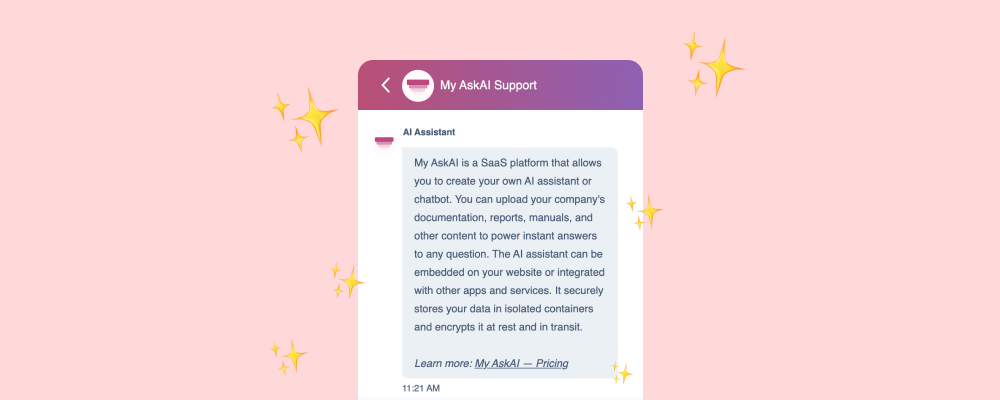 My AskAI Support
AI Assistant
My AskAI is a SaaS platform that allows
you to create your own AI assistant or
chatbot. You can upload your company's
documentation, reports, manuals, and
other content to power instant answers
to any question. The AI assistant can be
embedded on your website or integrated
with other apps and services. It securely
stores your data in isolated containers
and encrypts it at rest and in transit.
Learn more: My AskAI — Pricing
11:21 AM